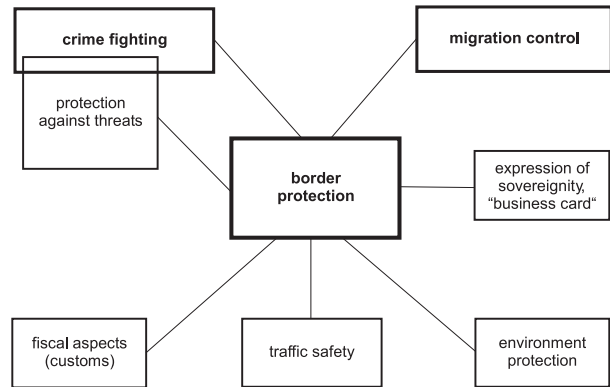 crime fighting
migration control
protection
against threats
border
protection
expression of
sovereignity,
“business card“
fiscal aspects
(customs)
traffic safety
environment
protection